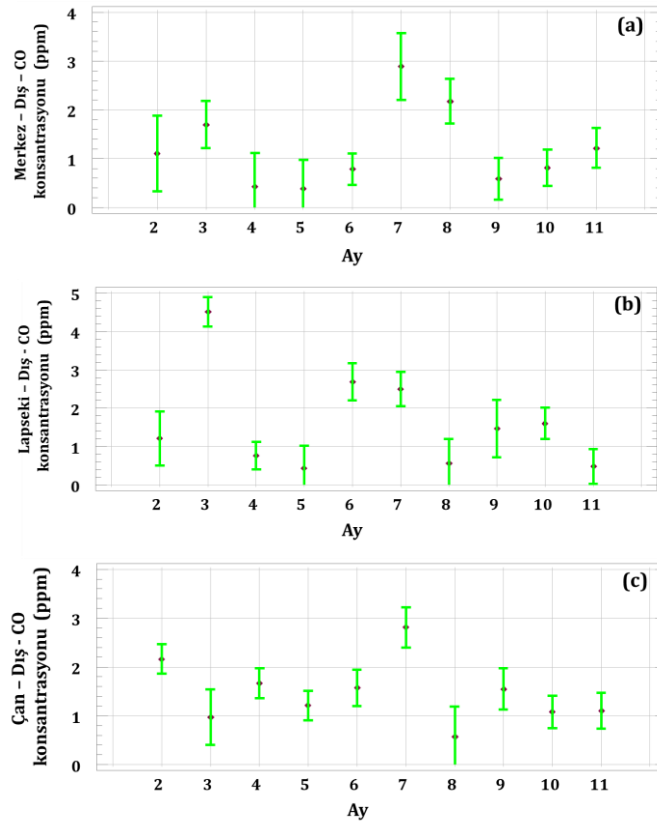 (a)
Merkez – Dış – CO
konsantrasyonu (ppm)
4
3
2
1
0
2 3 4 5 6 7 8 9 10 11
Ay
(b)
Lapseki – Dış - CO
konsantrasyonu (ppm)
5
4
3
2
1
0
2 3 4 5 6 7 8 9 10 11
(c)
Çan – Dış - CO
konsantrasyonu (ppm)
4
3
2
1
0
2 3 4 5 6 7 8 9 10 11
Ay